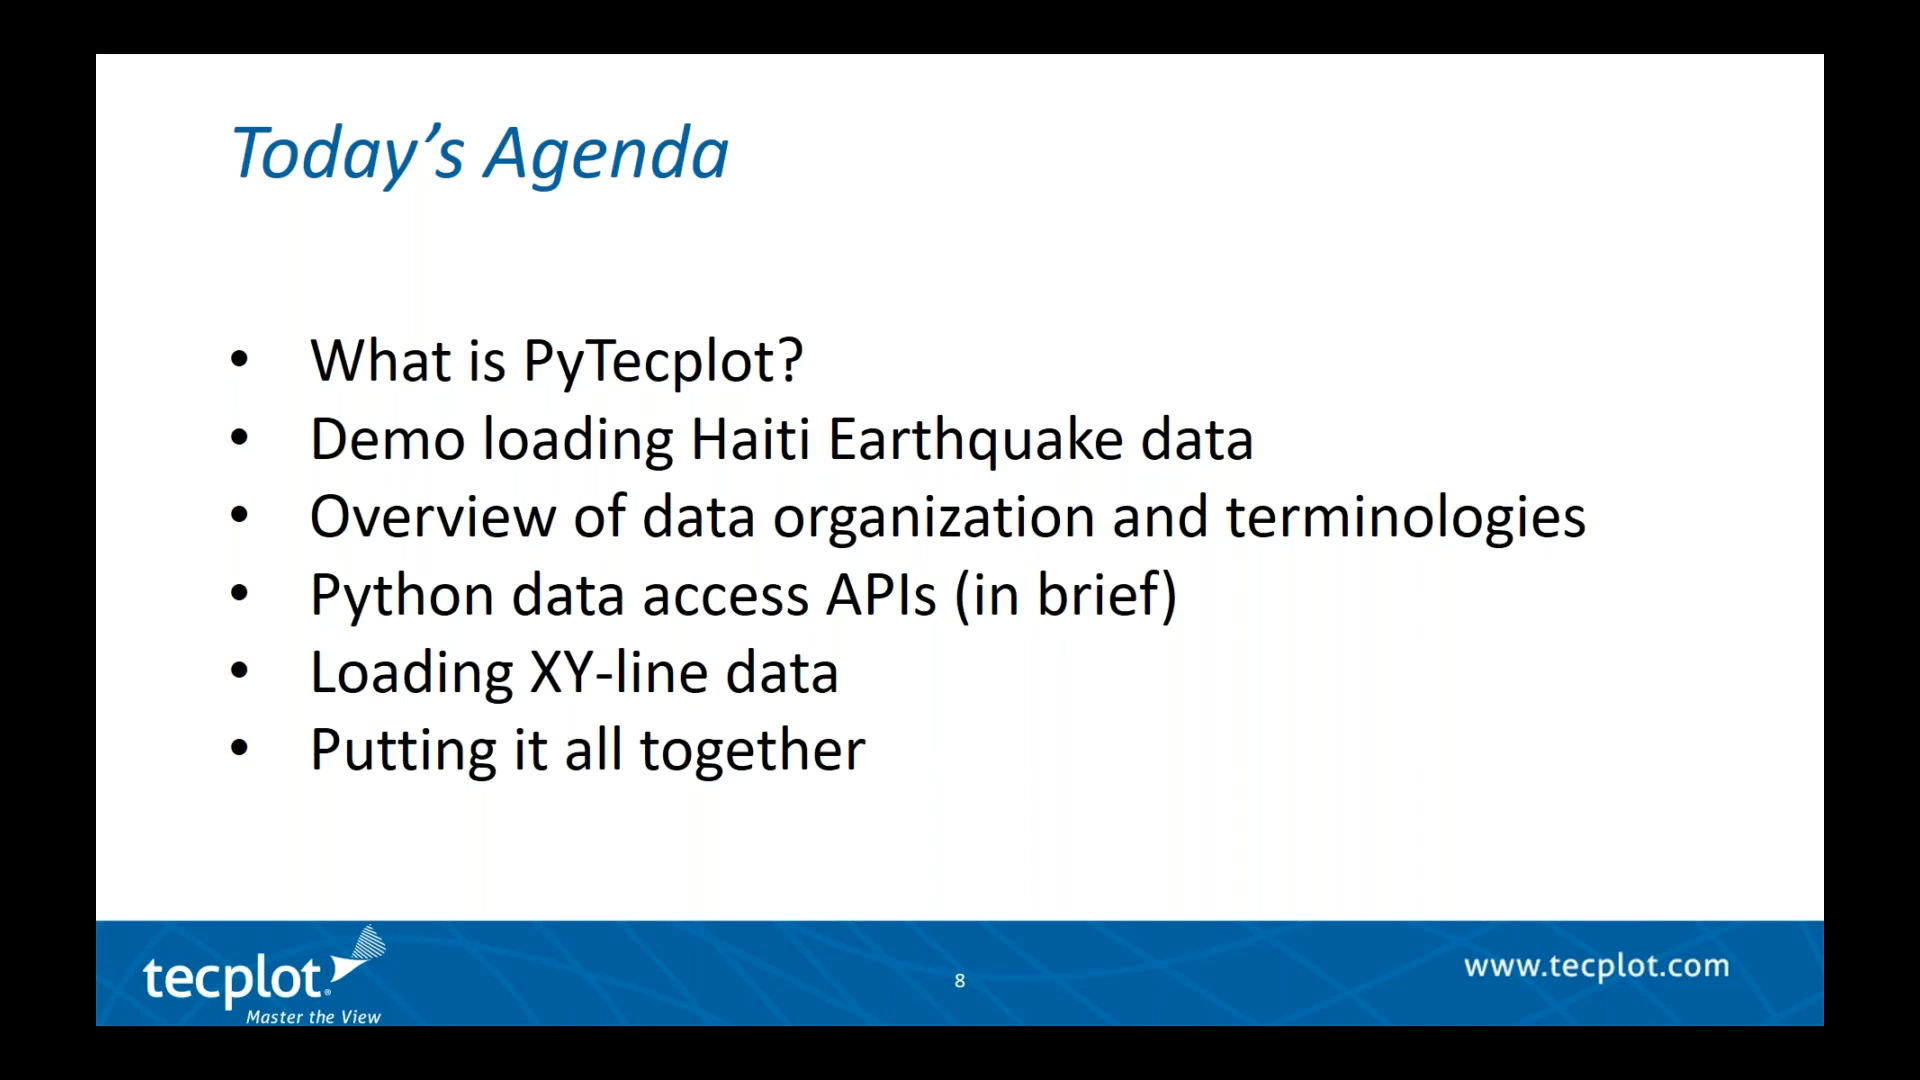 Today’s Agenda
• What is PyTecplot?
• Demo loading Haiti Earthquake data
• Overview of data organization and terminologies
• Python data access APIs (in brief)
• Loading XY-line data
• Putting it all together
tecplot®
Master the View
8
www.tecplot.com